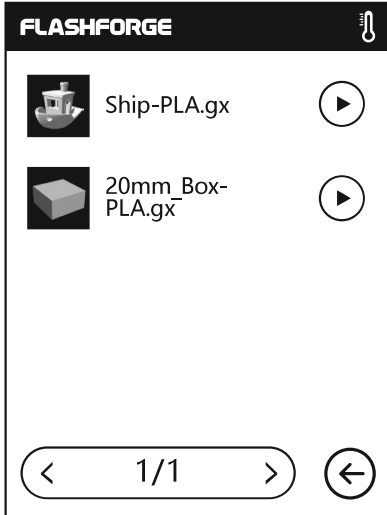 FLASHFORGE
Ship-PLA.gx
20mm_Box-
PLA.gx
1/1